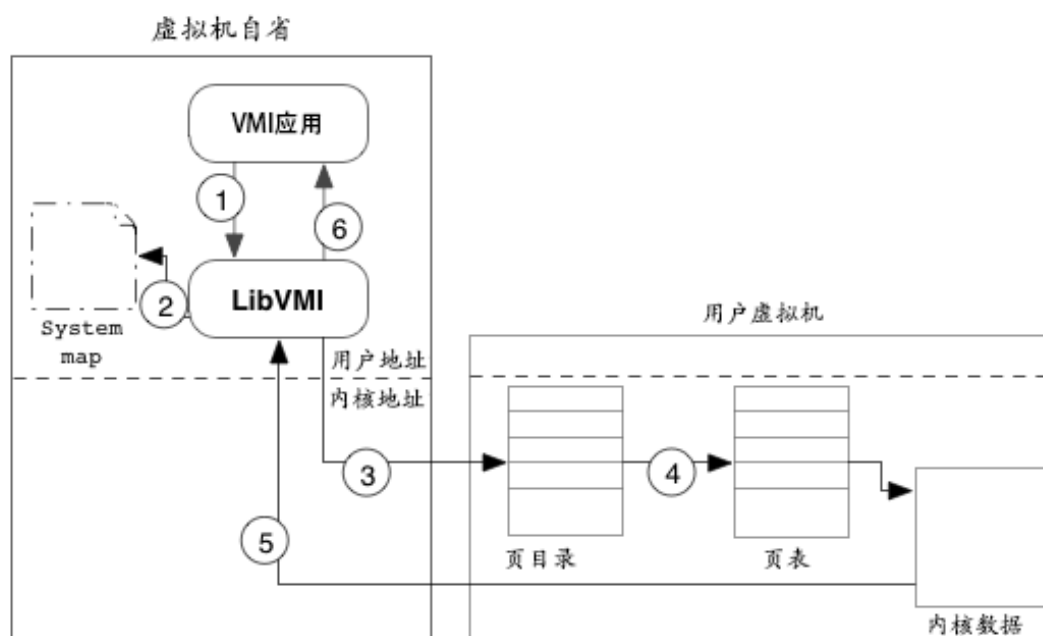 虚拟机自省
VMI应用
1
6
LibVMI
2
System
map
用户地址
内核地址
用户虚拟机
3
4
5
页目录
页表
内核数据